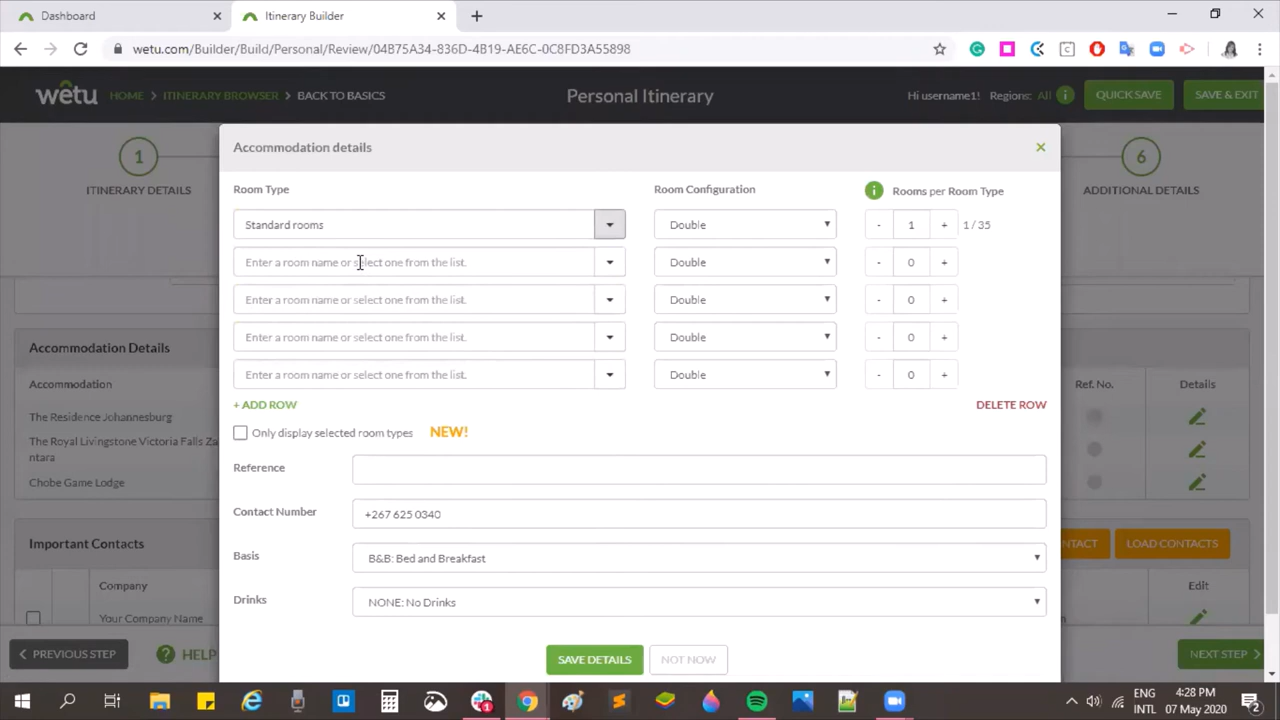 Dashboard
Itinerary Builder
wetu.com/Builder/Build/Personal/Review/04B75A34-836D-4B19-AE6C-0C8FD3A55898
wetu
HOME
ITINERARY BROWSER
BACK TO BASICS
Personal Itinerary
Hi username1!
Regions: All
QUICK SAVE
SAVE & EXIT
1
ITINERARY DETAILS
6
ADDITIONAL DETAILS
Accommodation details
Room Type
Room Configuration
Rooms per Room Type
Standard rooms
Double
- 1 + 1 / 35
Enter a room name or select one from the list.
Double
- 0 +
Enter a room name or select one from the list.
Double
- 0 +
Enter a room name or select one from the list.
Double
- 0 +
Enter a room name or select one from the list.
Double
- 0 +
+ ADD ROW
DELETE ROW
Only display selected room types
NEW!
Reference
Contact Number
+267 625 0340
Basis
B&B: Bed and Breakfast
Drinks
NONE: No Drinks
SAVE DETAILS
NOT NOW
Accommodation Details
Accommodation
Ref. No.
Details
The Residence Johannesburg
The Royal Livingstone Victoria Falls Za
ntara
Chobe Game Lodge
Important Contacts
NTACT
LOAD CONTACTS
Company
Edit
Your Company Name
PREVIOUS STEP
HELP
NEXT STEP
ENG
INTL
4:28 PM
07 May 2020
1
2